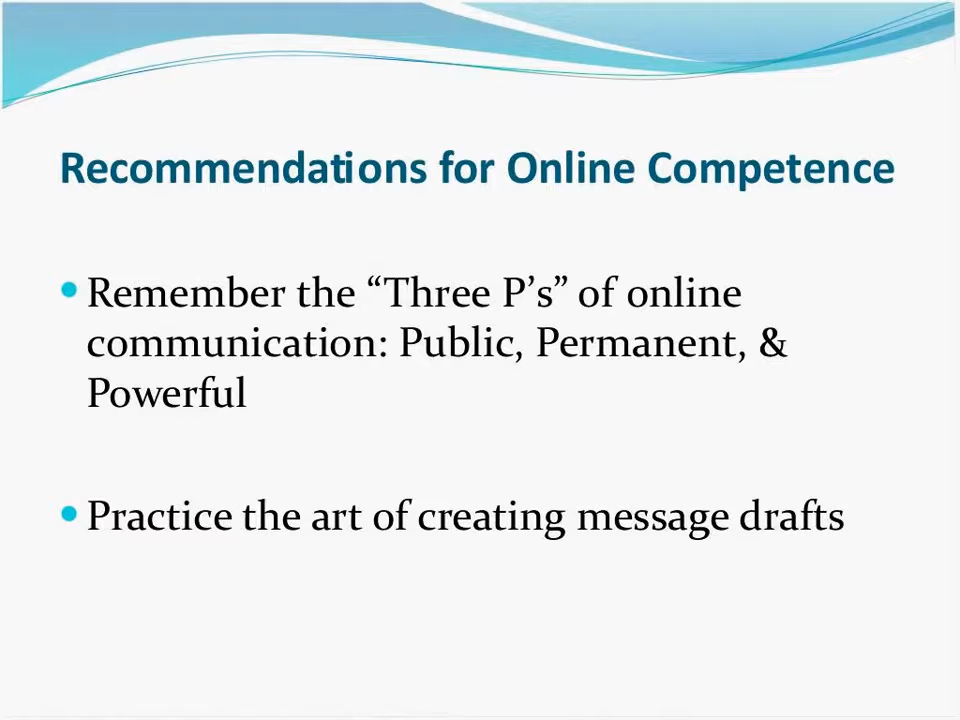 Recommendations for Online Competence
• Remember the “Three P’s” of online
communication: Public, Permanent, &
Powerful
• Practice the art of creating message drafts